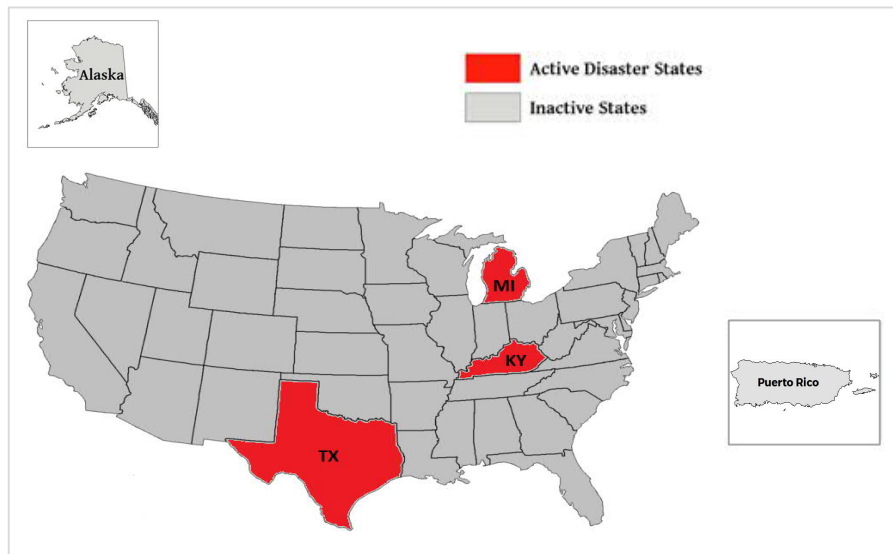 Alaska
Active Disaster States
Inactive States
MI
KY
Puerto Rico
TX